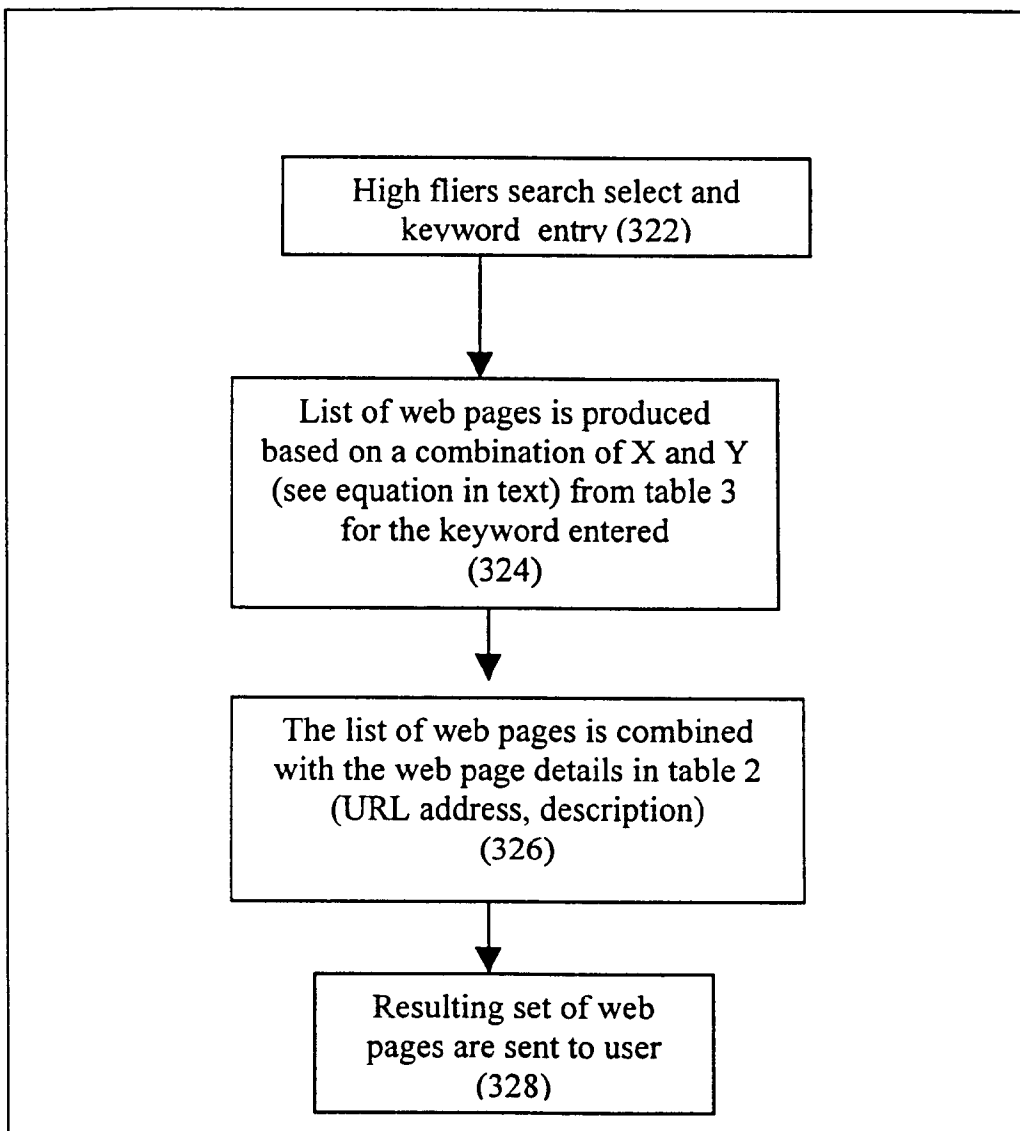 High fliers search select and
keyword entry (322)
List of web pages is produced
based on a combination of X and Y
(see equation in text) from table 3
for the keyword entered
(324)
The list of web pages is combined
with the web page details in table 2
(URL address, description)
(326)
Resulting set of web
pages are sent to user
(328)